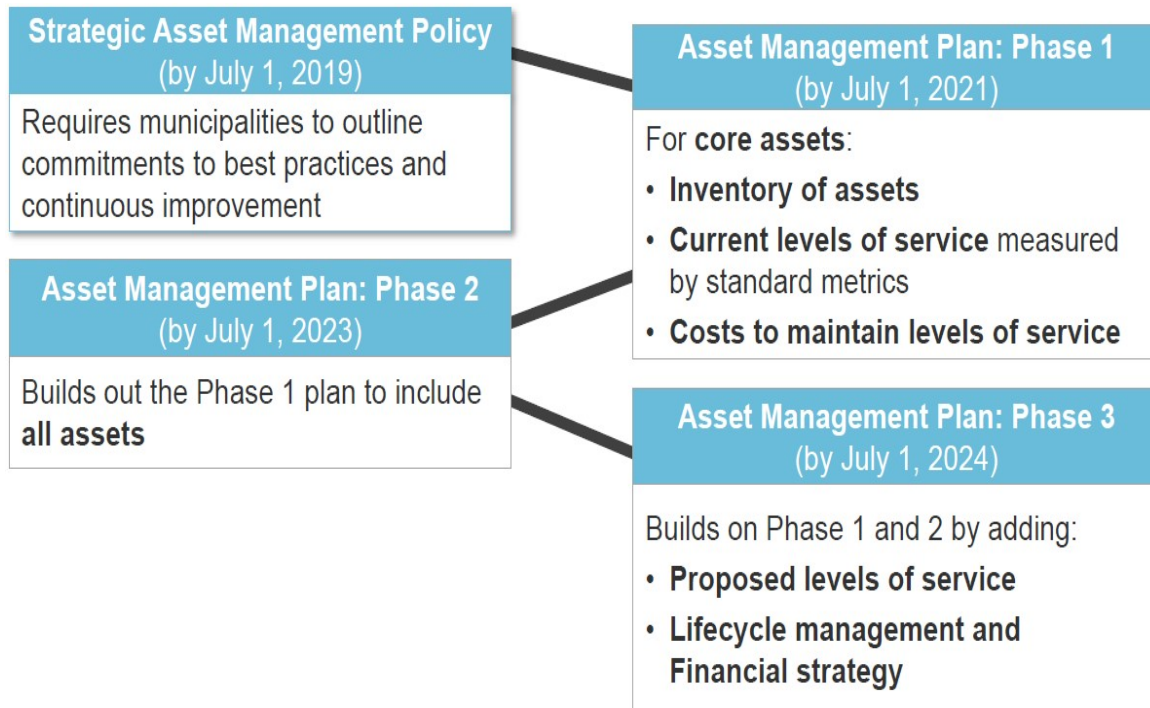 Strategic Asset Management Policy
(by July 1, 2019)
Requires municipalities to outline
commitments to best practices and
continuous improvement
Asset Management Plan: Phase 1
(by July 1, 2021)
For core assets:
• Inventory of assets
• Current levels of service measured
by standard metrics
• Costs to maintain levels of service
Asset Management Plan: Phase 2
(by July 1, 2023)
Builds out the Phase 1 plan to include
all assets
Asset Management Plan: Phase 3
(by July 1, 2024)
Builds on Phase 1 and 2 by adding:
• Proposed levels of service
• Lifecycle management and
Financial strategy